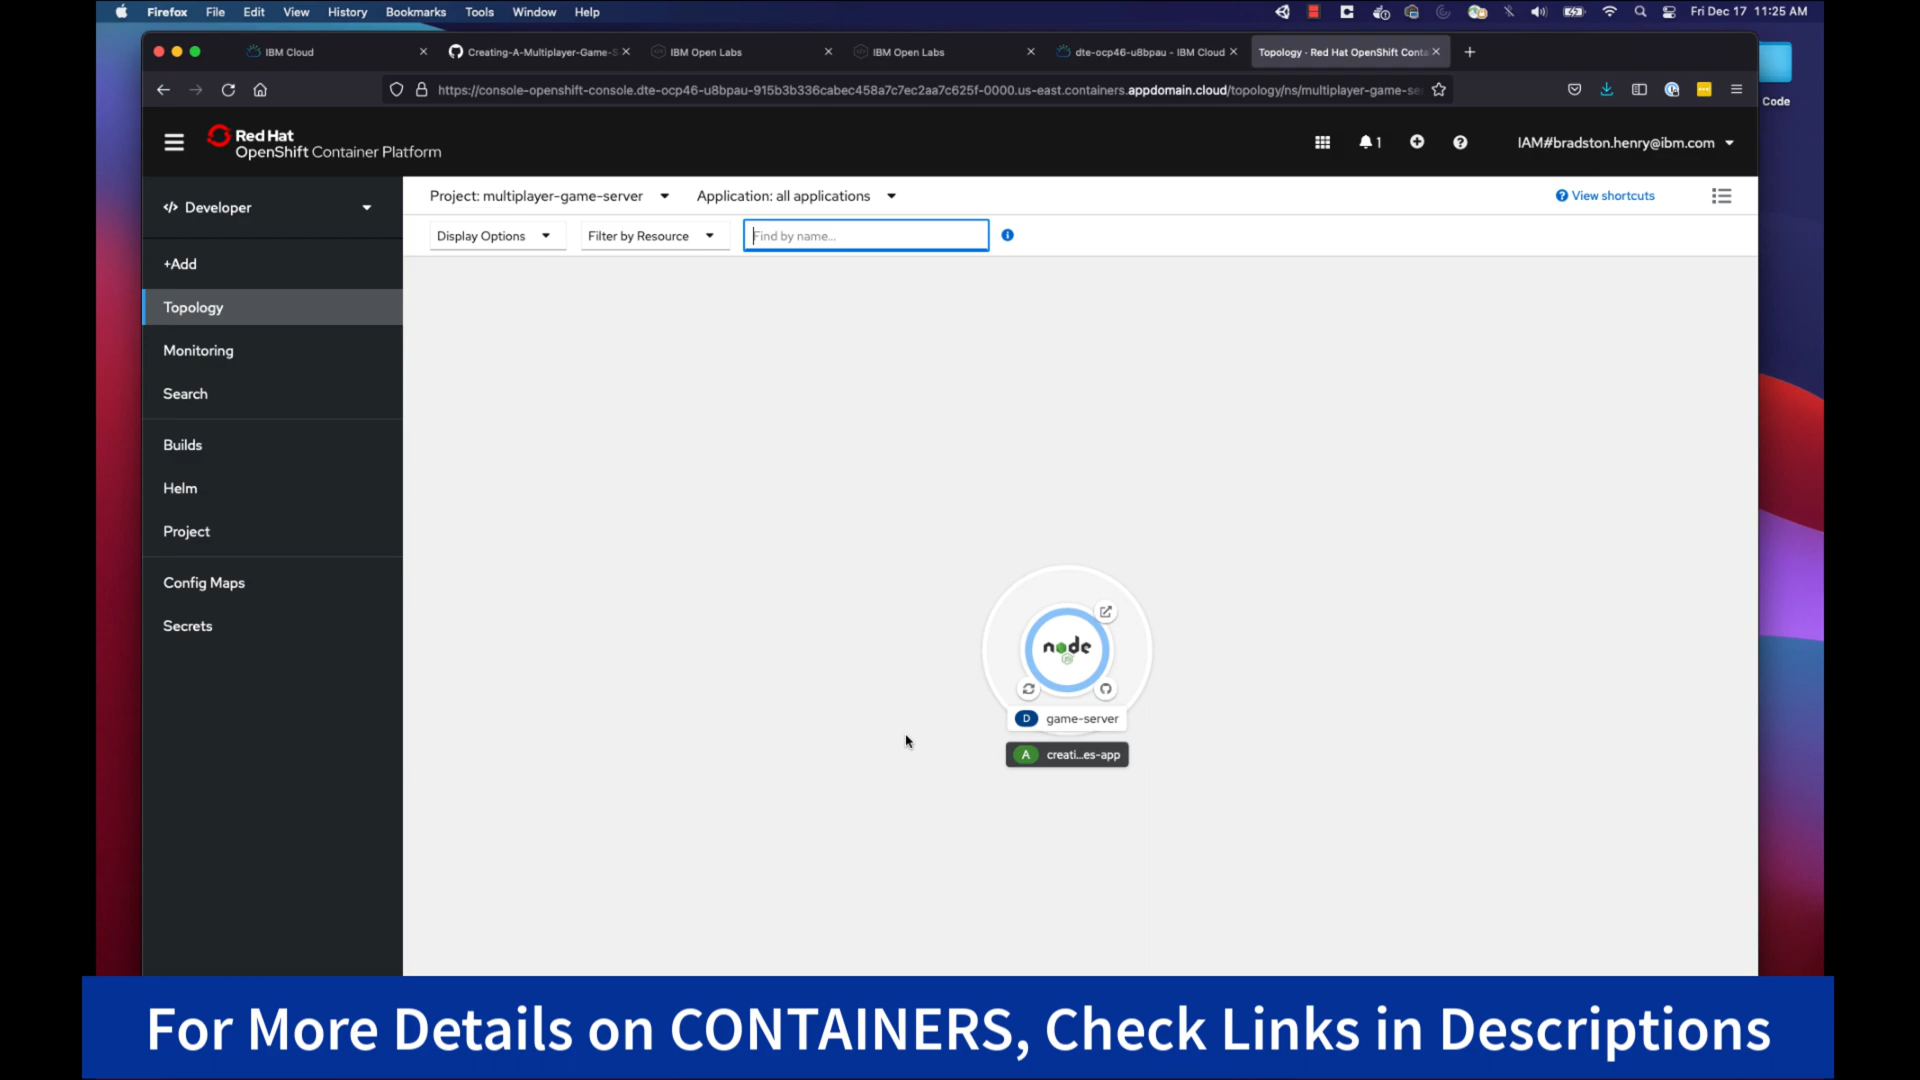 Firefox File Edit View History Bookmarks Tools Window Help Fri Dec 17 11:25 AM
IBM Cloud
Creating-A-Multiplayer-Game-S
IBM Open Labs
IBM Open Labs
dte-ocp46-u8bpau - IBM Cloud
Topology - Red Hat OpenShift Conta
https://console-openshift-console.dte-ocp46-u8bpau-915b3b336cabec458a7c7ec2aa7c625f-0000.us-east.containers.appdomain.cloud/topology/ns/multiplayer-game-se
Code
Red Hat
OpenShift Container Platform
1
IAM#bradston.henry@ibm.com
</> Developer
+Add
Topology
Monitoring
Search
Builds
Helm
Project
Config Maps
Secrets
Project: multiplayer-game-server
Application: all applications
View shortcuts
Display Options
Filter by Resource
Find by name...
node
D game-server
A creati...es-app
For More Details on CONTAINERS, Check Links in Descriptions